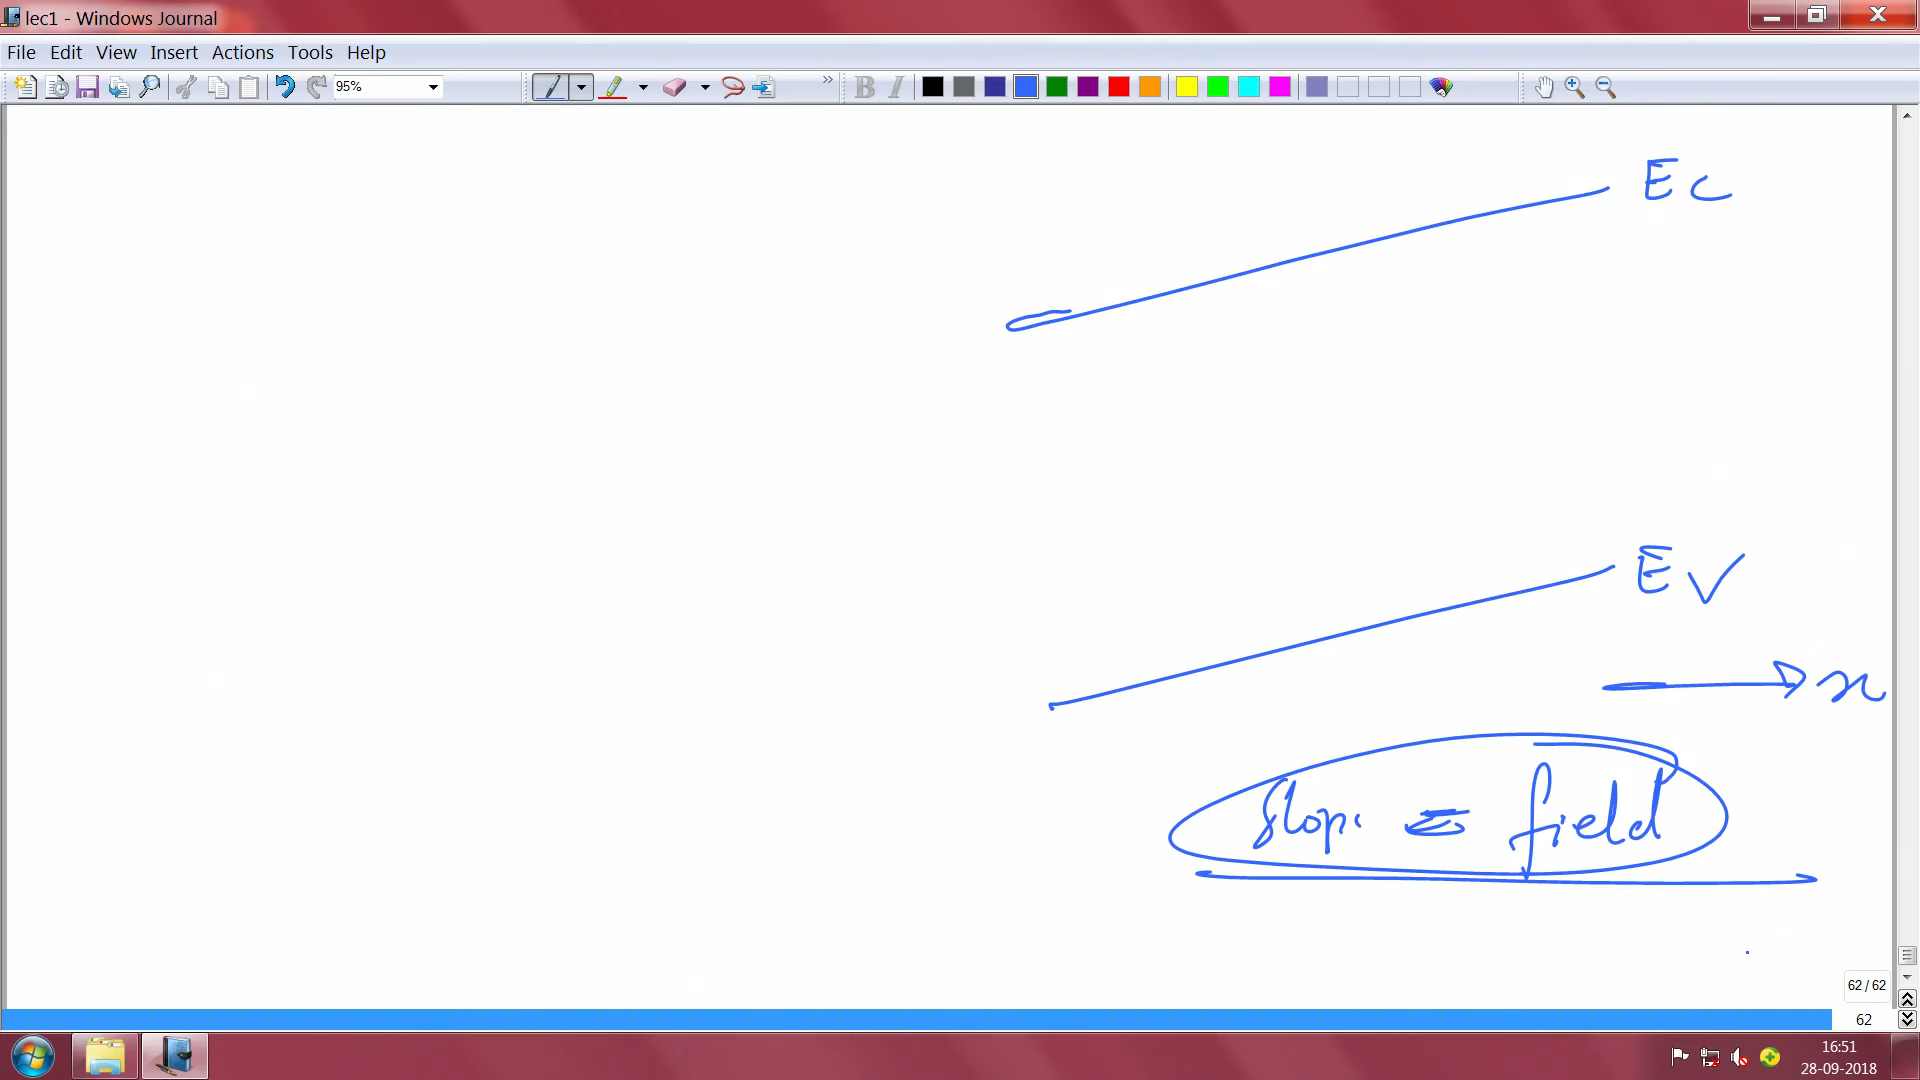 lec1 - Windows Journal
File Edit View Insert Actions Tools Help
95%
B I
Ec
Ev
x
Slope = field
62 / 62
62
16:51
28-09-2018